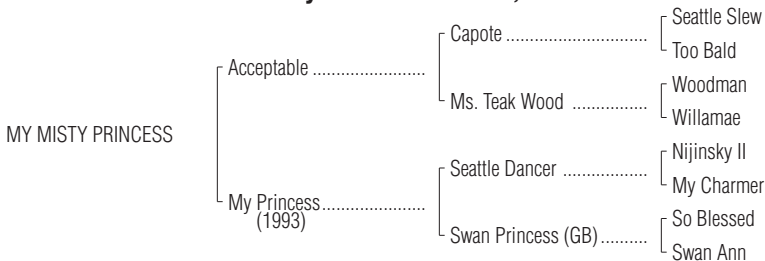 Seattle Slew
Capote ..............................
Too Bald
Acceptable ........................
Woodman
Ms. Teak Wood ................
Willamae
MY MISTY PRINCESS
Nijinsky II
Seattle Dancer ..................
My Charmer
My Princess......................
(1993)
So Blessed
Swan Princess (GB)..........
Swan Ann